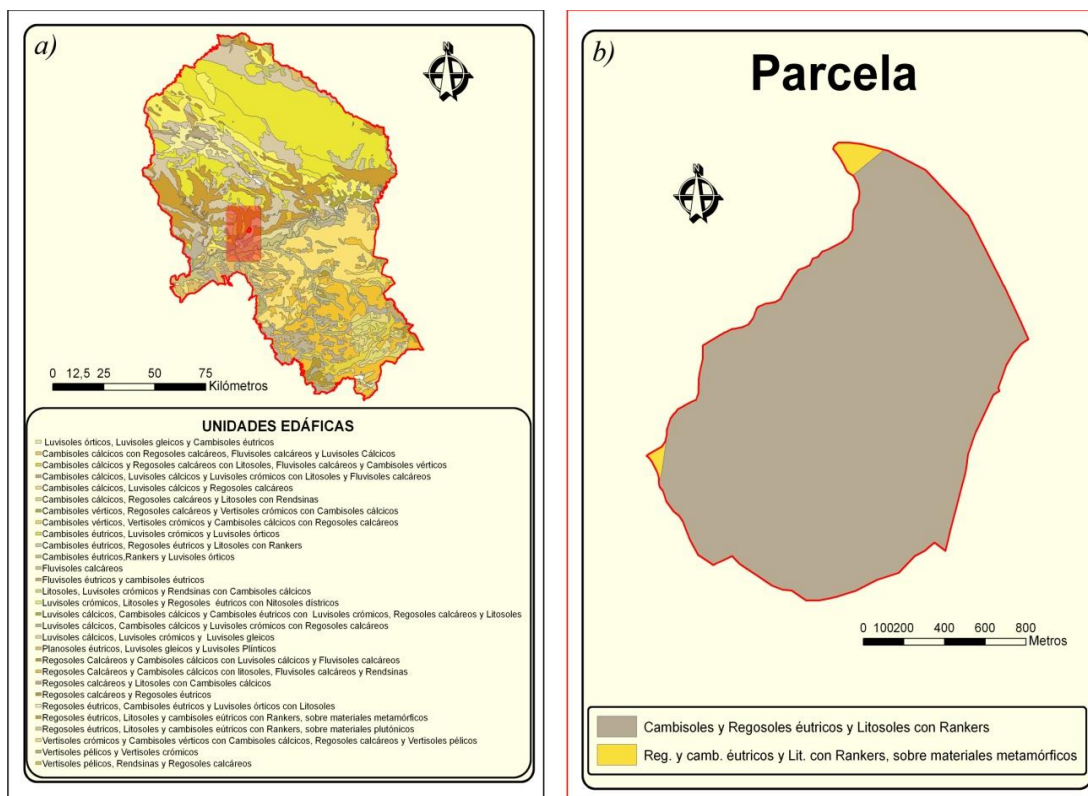 a)
N
0 12,5 25 50 75
Kilómetros
UNIDADES EDÁFICAS
Luvisoles órticos, Luvisoles gleicos y Cambisoles éutricos
Cambisoles cálcicos con Regosoles calcáreos, Fluvisoles calcáreos y Luvisoles Cálcicos
Cambisoles cálcicos y Regosoles calcáreos con Litosoles, Fluvisoles calcáreos y Cambisoles vérticos
Cambisoles cálcicos, Luvisoles cálcicos y Luvisoles crómicos con Litosoles y Fluvisoles calcáreos
Cambisoles cálcicos, Luvisoles cálcicos y Regosoles calcáreos
Cambisoles cálcicos, Regosoles calcáreos y Litosoles con Rendsinas
Cambisoles vérticos, Regosoles calcáreos y Vertisoles crómicos con Cambisoles cálcicos
Cambisoles vérticos, Vertisoles crómicos y Cambisoles cálcicos con Regosoles calcáreos
Cambisoles éutricos, Luvisoles crómicos y Luvisoles órticos
Cambisoles éutricos, Regosoles éutricos y Litosoles con Rankers
Cambisoles éutricos,Rankers y Luvisoles órticos
Fluvisoles calcáreos
Fluvisoles éutricos y cambisoles éutricos
Litosoles, Luvisoles crómicos y Rendsinas con Cambisoles cálcicos
Luvisoles crómicos, Litosoles y Regosoles éutricos con Nitosoles dístricos
Luvisoles cálcicos, Cambisoles cálcicos y Cambisoles éutricos con Luvisoles crómicos, Regosoles calcáreos y Litosoles
Luvisoles cálcicos, Cambisoles cálcicos y Luvisoles crómicos con Regosoles calcáreos
Luvisoles cálcicos, Luvisoles crómicos y Luvisoles gleicos
Planosoles éutricos, Luvisoles gleicos y Luvisoles Plínticos
Regosoles Calcáreos y Cambisoles cálcicos con Luvisoles cálcicos y Fluvisoles calcáreos
Regosoles Calcáreos y Cambisoles cálcicos con litosoles, Fluvisoles calcáreos y Rendsinas
Regosoles calcáreos y Litosoles con Cambisoles cálcicos
Regosoles calcáreos y Regosoles éutricos
Regosoles éutricos, Cambisoles éutricos y Luvisoles órticos con Litosoles
Regosoles éutricos, Litosoles y cambisoles eútricos con Rankers, sobre materiales metamórficos
Regosoles éutricos, Litosoles y cambisoles eútricos con Rankers, sobre materiales plutónicos
Vertisoles crómicos y Cambisoles vérticos con Cambisoles cálcicos, Regosoles calcáreos y Vertisoles pélicos
Vertisoles pélicos y Vertisoles crómicos
Vertisoles pélicos, Rendsinas y Regosoles calcáreos
b)
Parcela
N
0 100200 400 600 800
Metros
Cambisoles y Regosoles éutricos y Litosoles con Rankers
Reg. y camb. éutricos y Lit. con Rankers, sobre materiales metamórficos